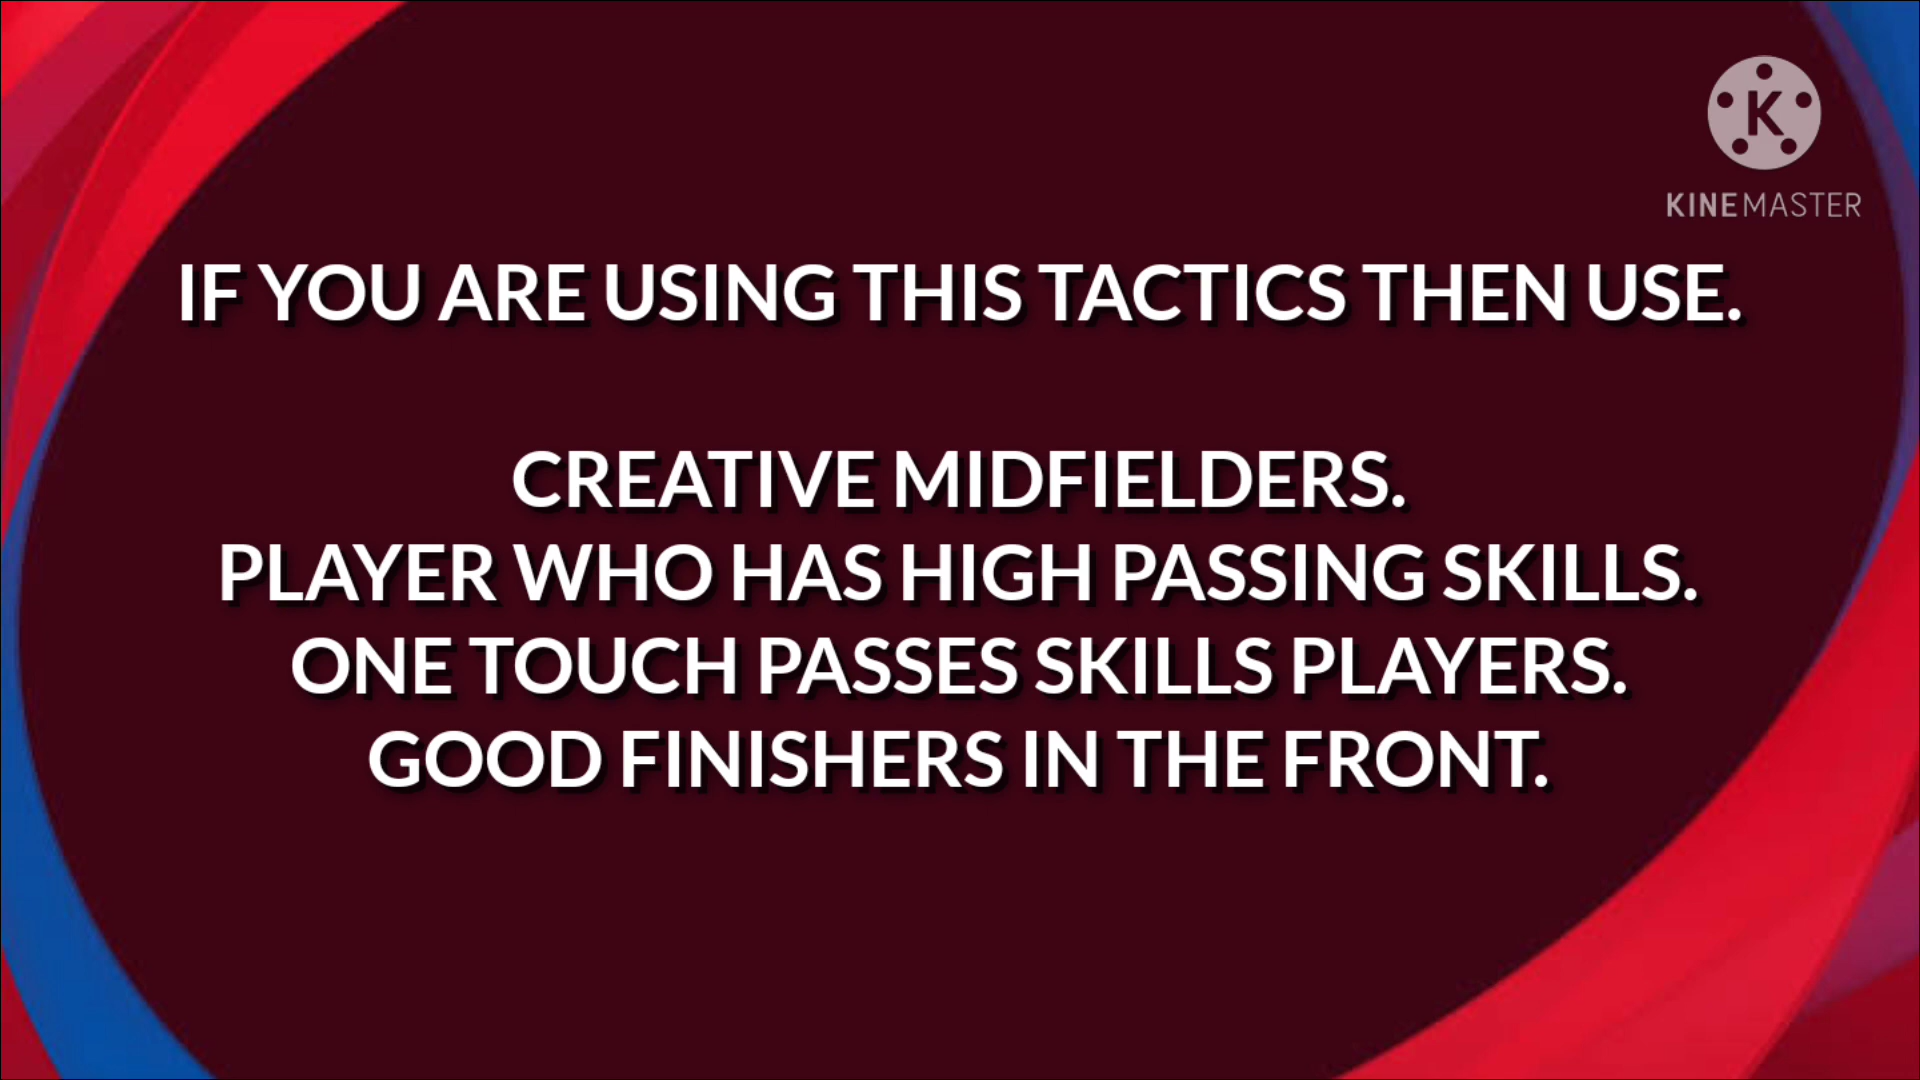 K
KINEMASTER
IF YOU ARE USING THIS TACTICS THEN USE.
CREATIVE MIDFIELDERS.
PLAYER WHO HAS HIGH PASSING SKILLS.
ONE TOUCH PASSES SKILLS PLAYERS.
GOOD FINISHERS IN THE FRONT.